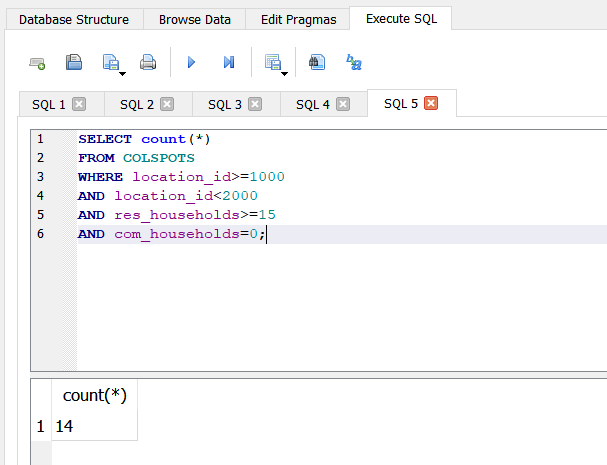 Database Structure Browse Data Edit Pragmas Execute SQL
SQL 1 SQL 2 SQL 3 SQL 4 SQL 5
1 SELECT count(*)
2 FROM COLSPOTS
3 WHERE location_id>=1000
4 AND location_id<2000
5 AND res_households>=15
6 AND com_households=0;
count(*)
1 14